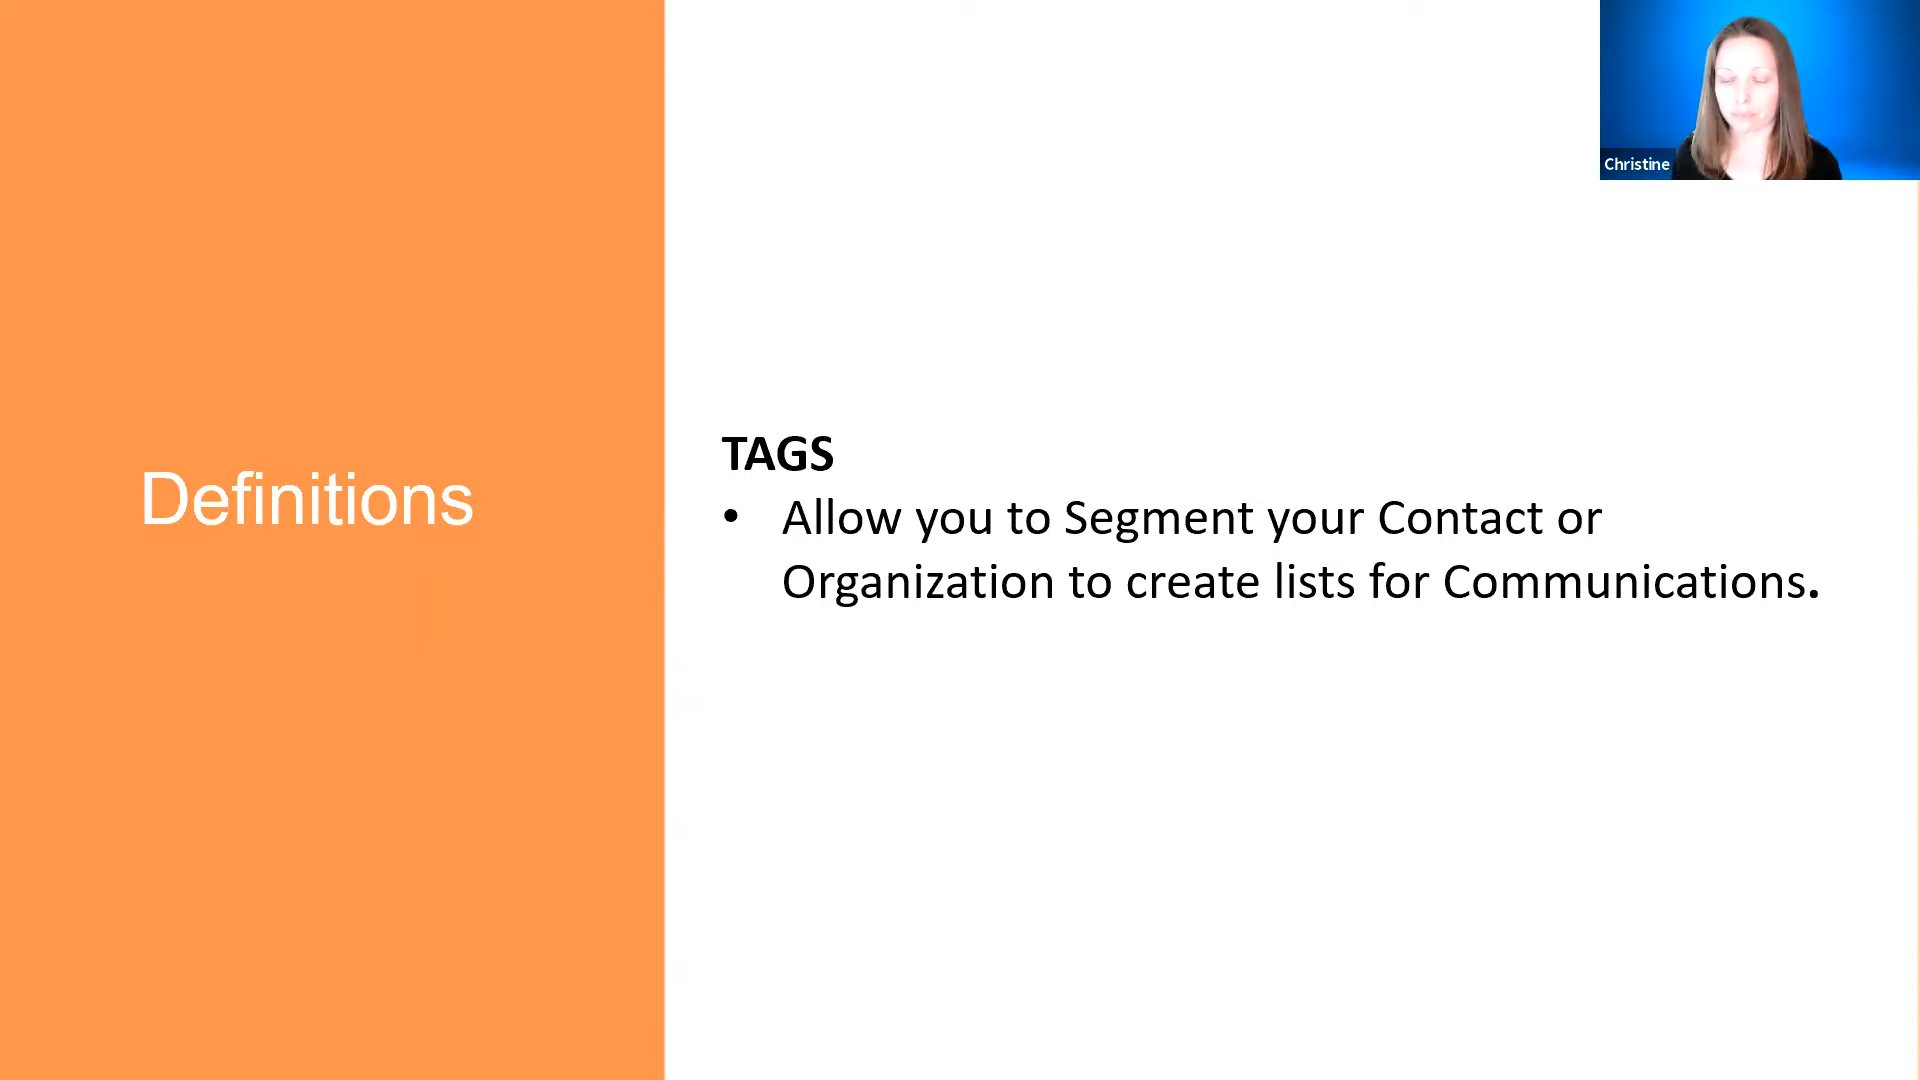 Christine
Definitions
TAGS
• Allow you to Segment your Contact or
Organization to create lists for Communications.